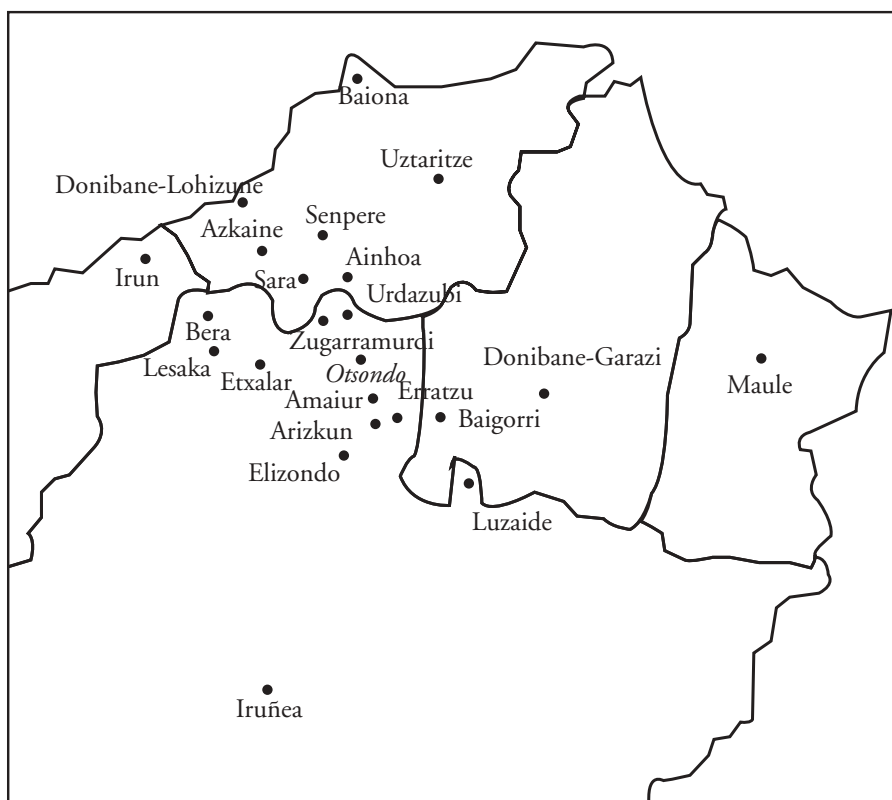 Baiona
Uztaritze
Donibane-Lohizune
Senpere
Azkaine
Ainhoa
Irun
Sara
Urdazubi
Bera
Zugarramurdi
Lesaka
Donibane-Garazi
Etxalar
Otsondo
Maule
Erratzu
Amaiur
Baigorri
Arizkun
Elizondo
Luzaide
Iruñea